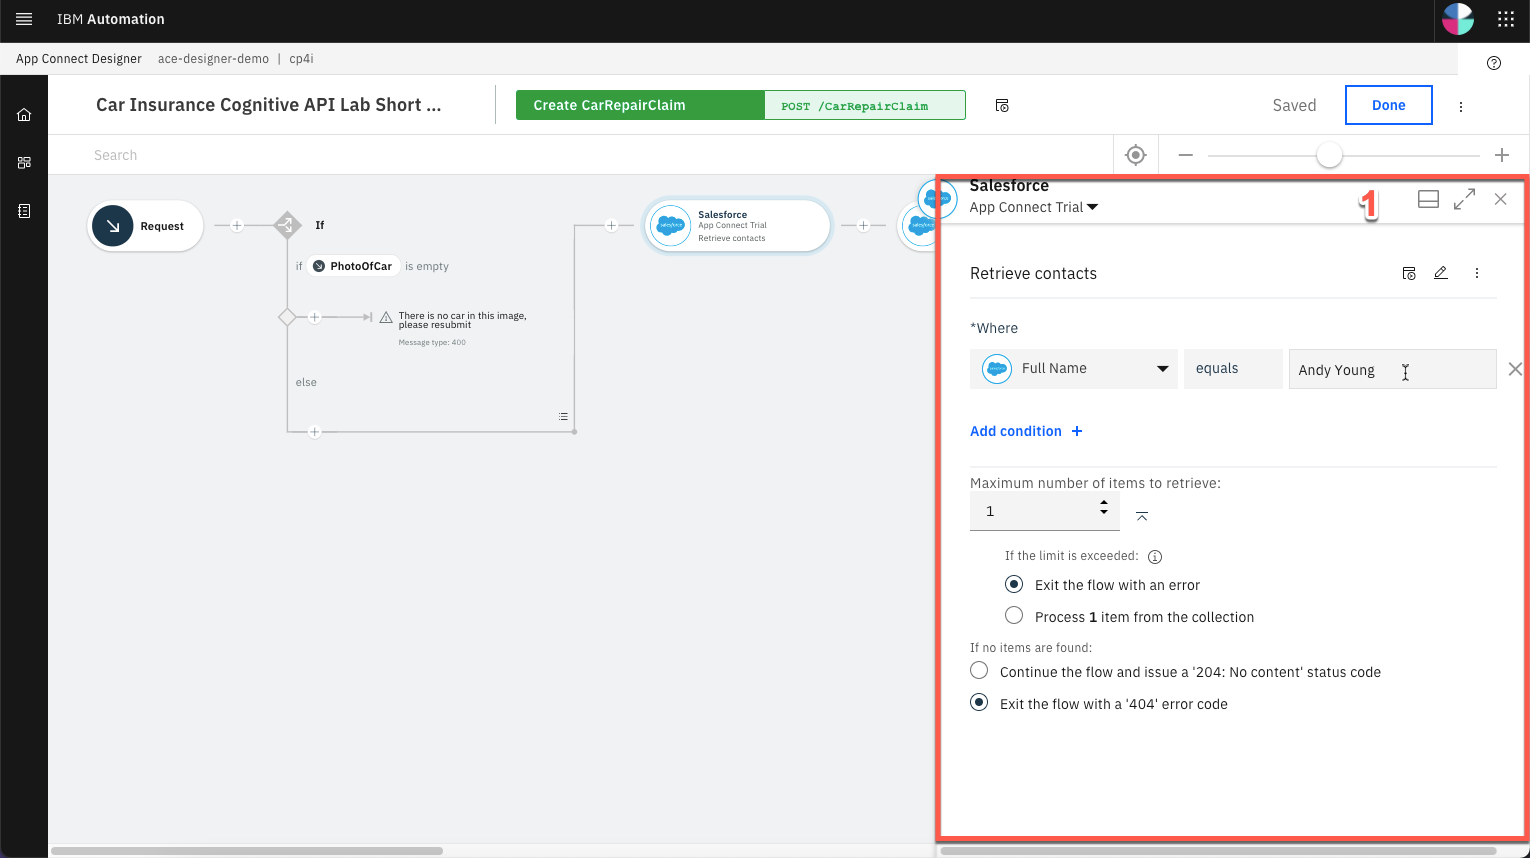 IBM Automation
App Connect Designer ace-designer-demo | cp4i
Car Insurance Cognitive API Lab Short ...
Create CarRepairClaim POST /CarRepairClaim
Saved
Done
Search
Request
If
if PhotoOfCar is empty
There is no car in this image,
please resubmit
Message type: 400
else
Salesforce
App Connect Trial
Retrieve contacts
Salesforce
App Connect Trial
1
Retrieve contacts
*Where
Full Name equals Andy Young
Add condition +
Maximum number of items to retrieve:
1
If the limit is exceeded:
Exit the flow with an error
Process 1 item from the collection
If no items are found:
Continue the flow and issue a '204: No content' status code
Exit the flow with a '404' error code